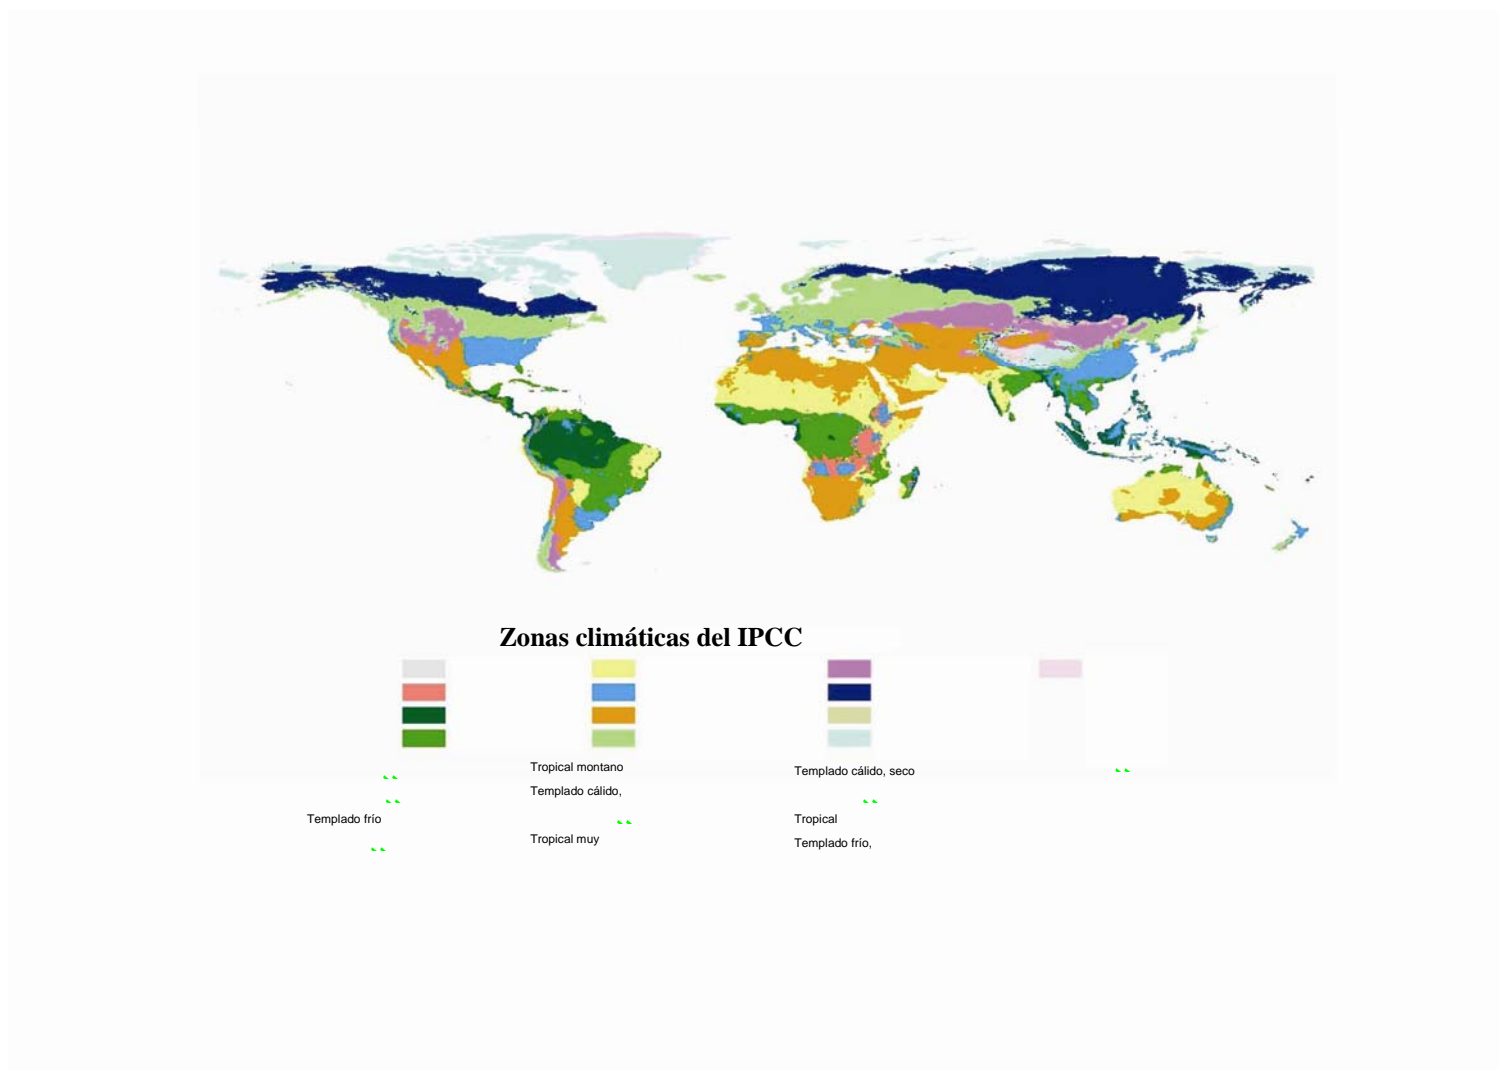 Zonas climáticas del IPCC
Tropical montano
Templado cálido, seco
Templado cálido,
Templado frío
Tropical
Tropical muy
Templado frío,